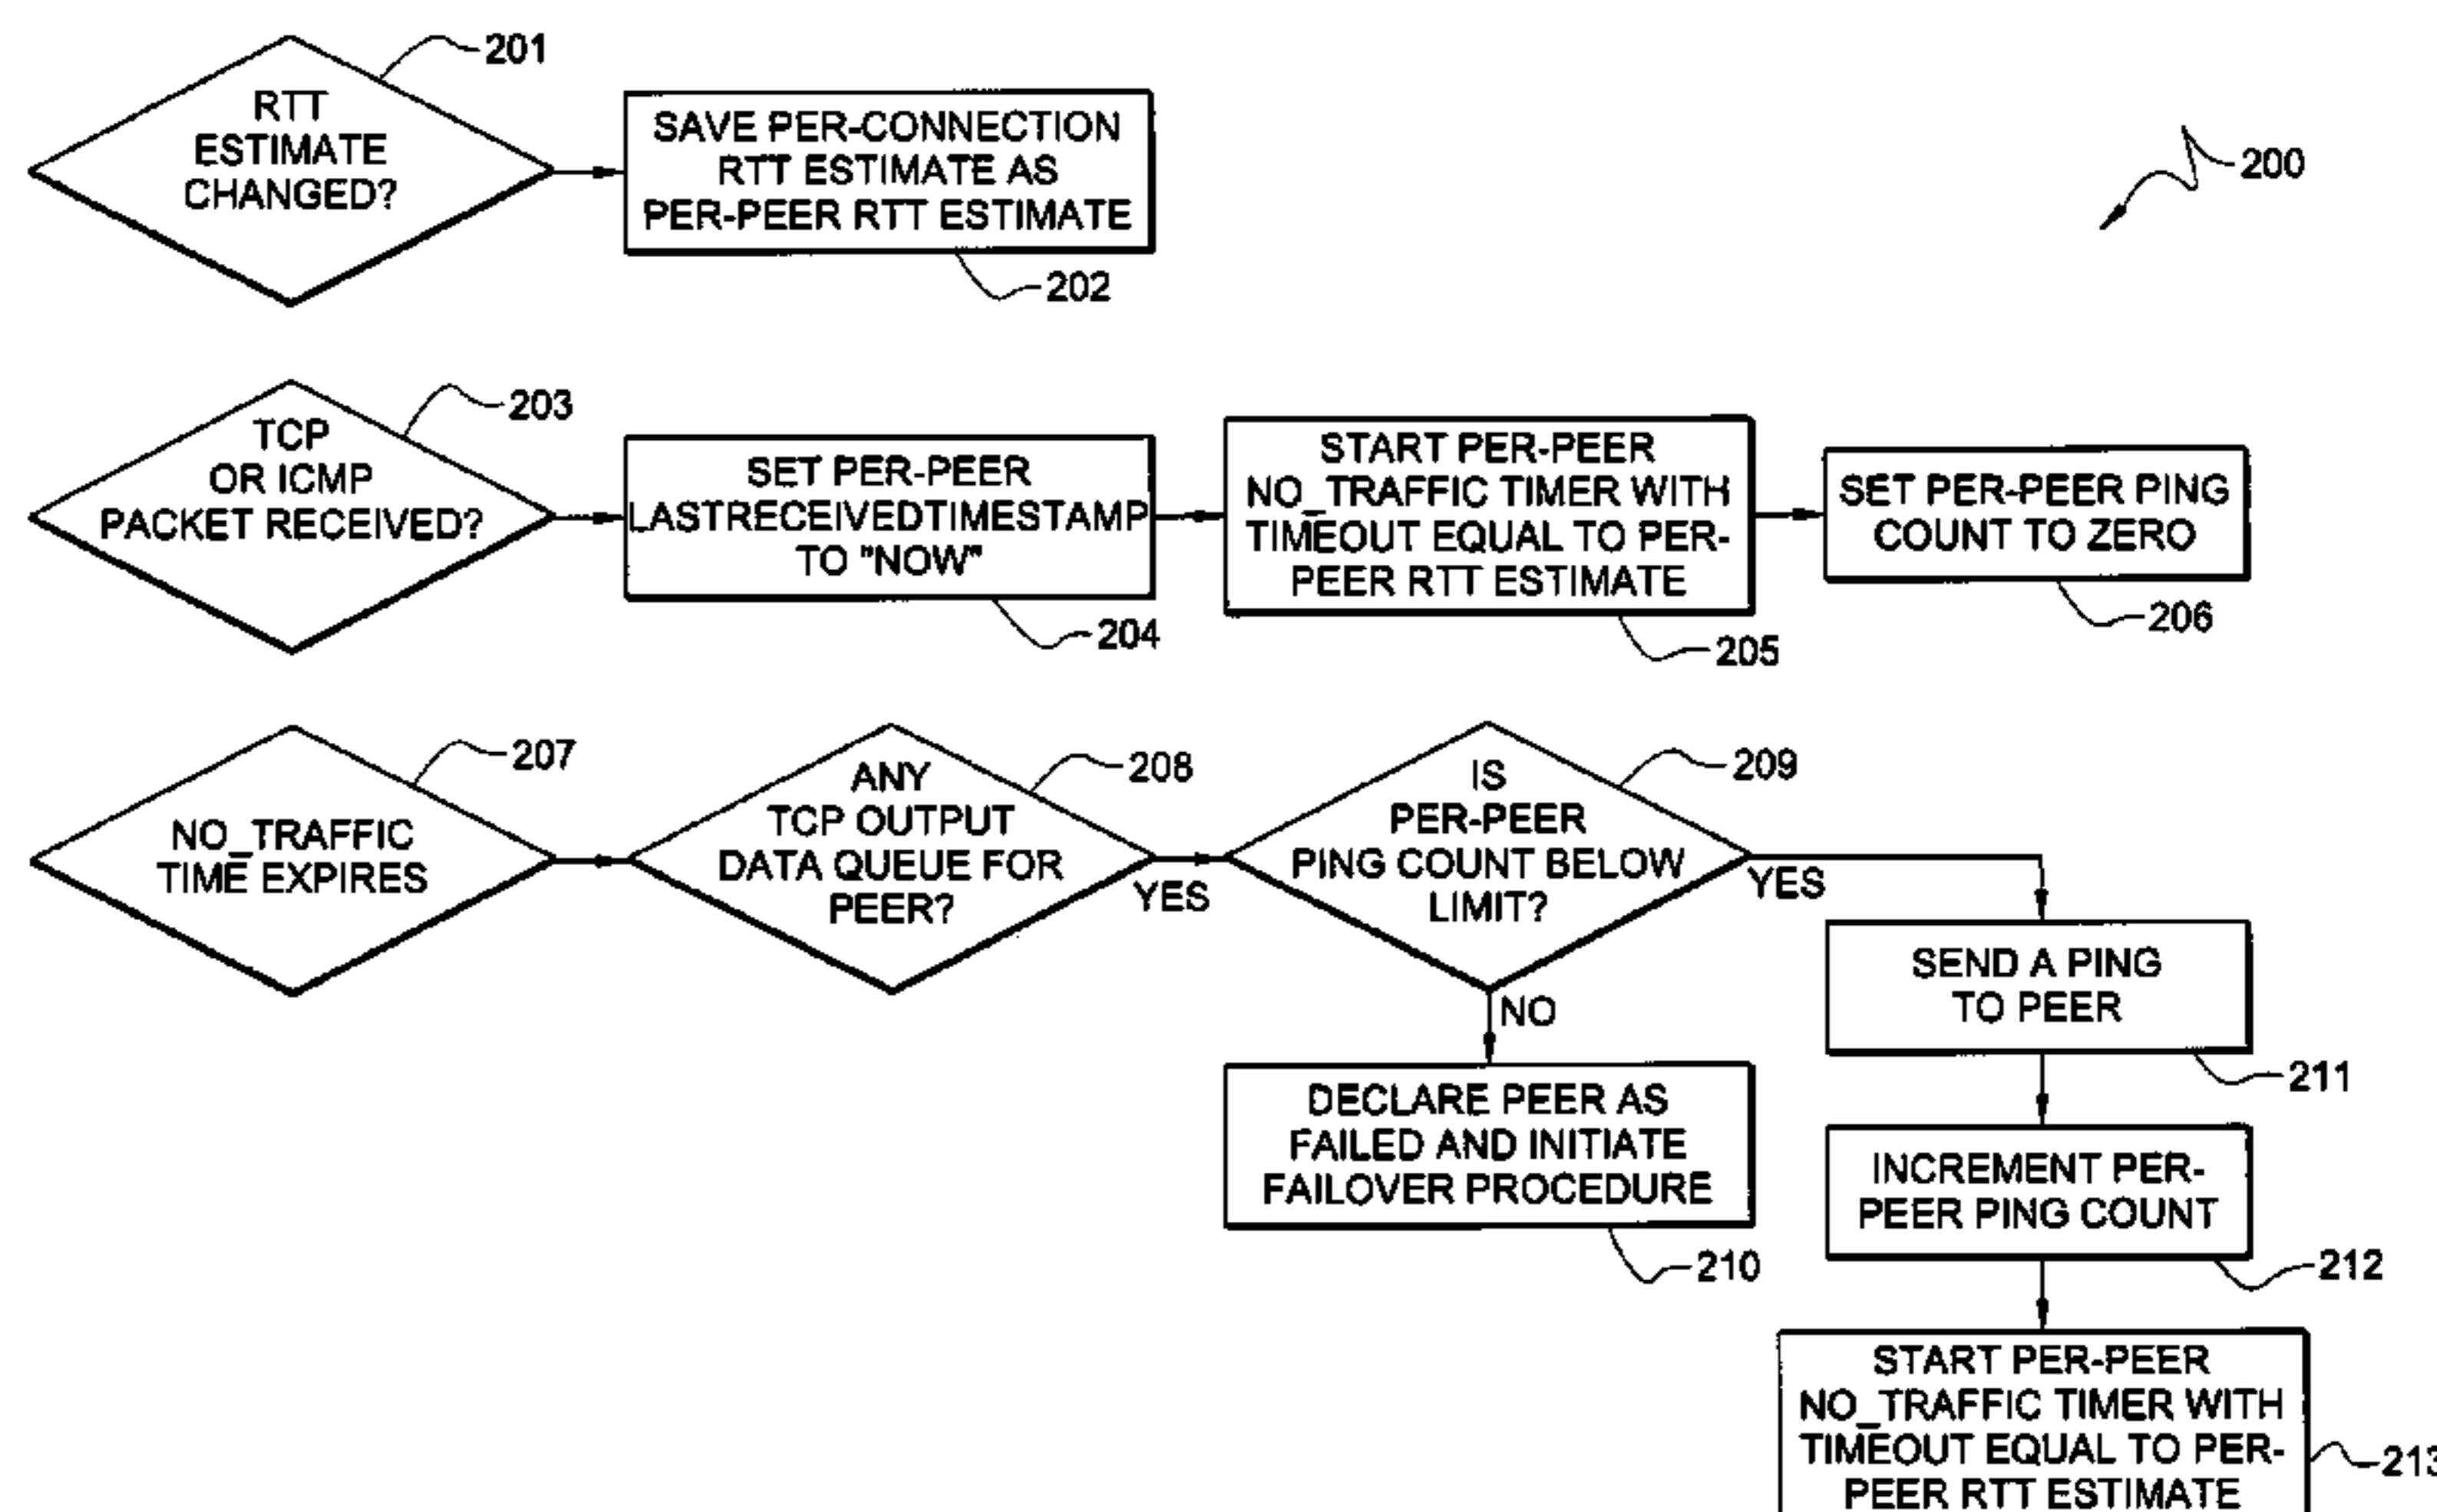 201
RTT
ESTIMATE
CHANGED?
SAVE PER-CONNECTION
RTT ESTIMATE AS
PER-PEER RTT ESTIMATE
202
200
203
TCP
OR ICMP
PACKET RECEIVED?
SET PER-PEER
LASTRECEIVEDTIMESTAMP
TO "NOW"
204
START PER-PEER
NO_TRAFFIC TIMER WITH
TIMEOUT EQUAL TO PER-
PEER RTT ESTIMATE
205
SET PER-PEER PING
COUNT TO ZERO
206
207
NO_TRAFFIC
TIME EXPIRES
208
ANY
TCP OUTPUT
DATA QUEUE FOR
PEER?
YES
209
IS
PER-PEER
PING COUNT BELOW
LIMIT?
YES
NO
DECLARE PEER AS
FAILED AND INITIATE
FAILOVER PROCEDURE
210
SEND A PING
TO PEER
211
INCREMENT PER-
PEER PING COUNT
212
START PER-PEER
NO_TRAFFIC TIMER WITH
TIMEOUT EQUAL TO PER-
PEER RTT ESTIMATE
213